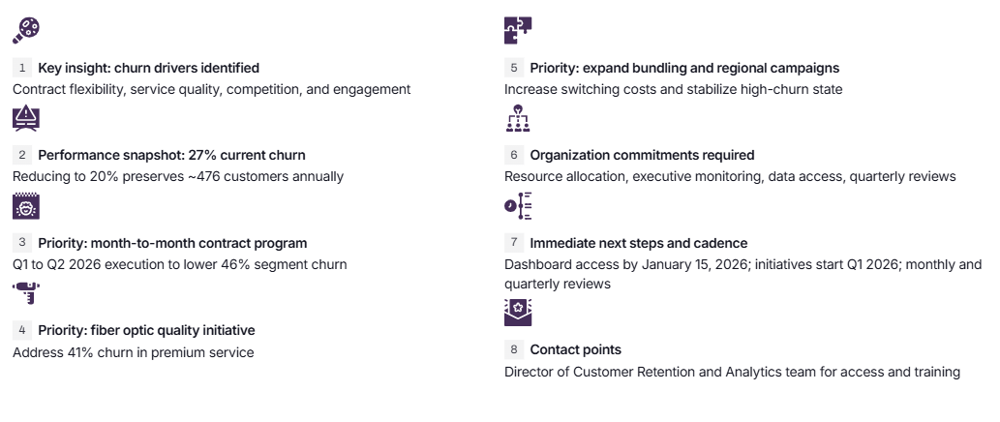 1 Key insight: churn drivers identified
Contract flexibility, service quality, competition, and engagement
2 Performance snapshot: 27% current churn
Reducing to 20% preserves ~476 customers annually
3 Priority: month-to-month contract program
Q1 to Q2 2026 execution to lower 46% segment churn
4 Priority: fiber optic quality initiative
Address 41% churn in premium service
5 Priority: expand bundling and regional campaigns
Increase switching costs and stabilize high-churn state
6 Organization commitments required
Resource allocation, executive monitoring, data access, quarterly reviews
7 Immediate next steps and cadence
Dashboard access by January 15, 2026; initiatives start Q1 2026; monthly and
quarterly reviews
8 Contact points
Director of Customer Retention and Analytics team for access and training